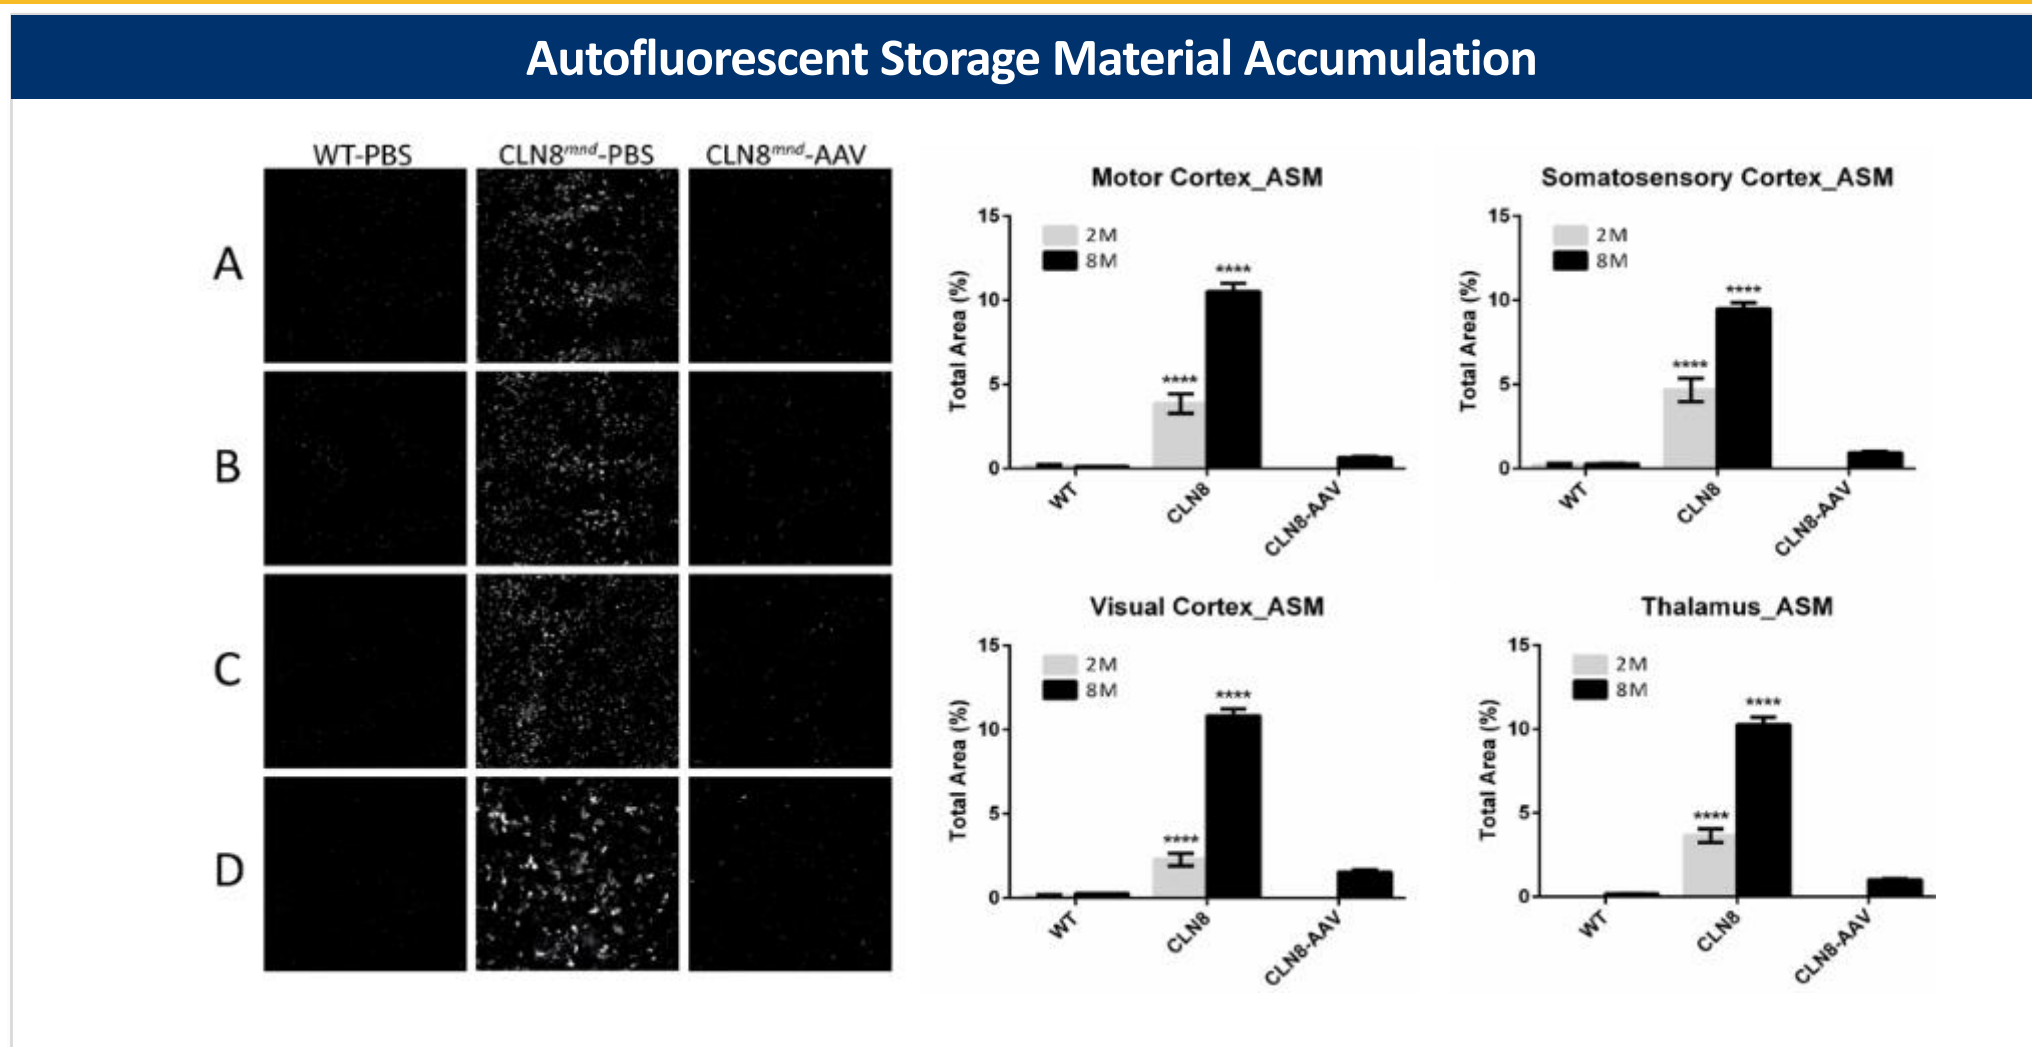 Autofluorescent Storage Material Accumulation
WT-PBS
CLN8mnd-PBS
CLN8mnd-AAV
A
B
C
D
Motor Cortex_ASM
Total Area (%)
15
10
5
0
2M
8M
****
****
WT
CLN8
CLN8-AAV
Somatosensory Cortex_ASM
Total Area (%)
15
10
5
0
2M
8M
****
****
WT
CLN8
CLN8-AAV
Visual Cortex_ASM
Total Area (%)
15
10
5
0
2M
8M
****
****
WT
CLN8
CLN8-AAV
Thalamus_ASM
Total Area (%)
15
10
5
0
2M
8M
****
****
WT
CLN8
CLN8-AAV